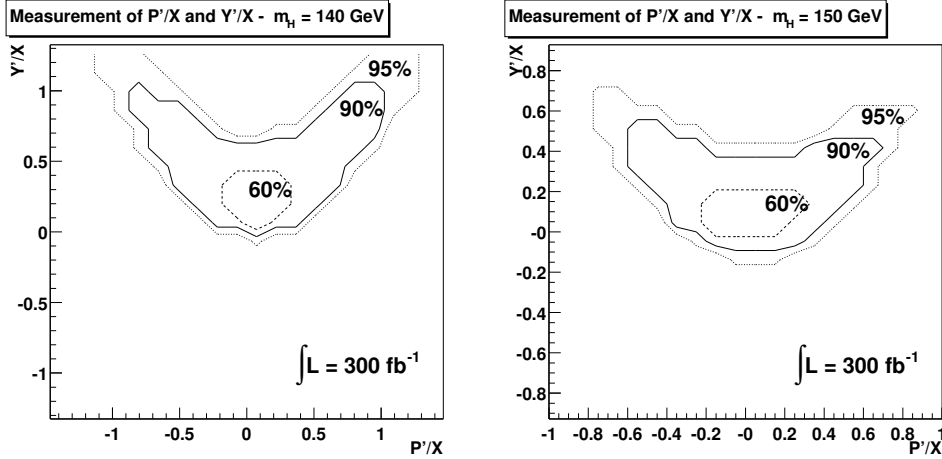 Measurement of P'/X and Y'/X - m_H = 140 GeV
Y'/X
1
0.5
0
-0.5
-1
95%
90%
60%
∫L = 300 fb⁻¹
-1 -0.5 0 0.5 1
P'/X
Measurement of P'/X and Y'/X - m_H = 150 GeV
Y'/X
0.8
0.6
0.4
0.2
-0
-0.2
-0.4
-0.6
-0.8
95%
90%
60%
∫L = 300 fb⁻¹
-1 -0.8 -0.6 -0.4 -0.2 -0 0.2 0.4 0.6 0.8 1
P'/X